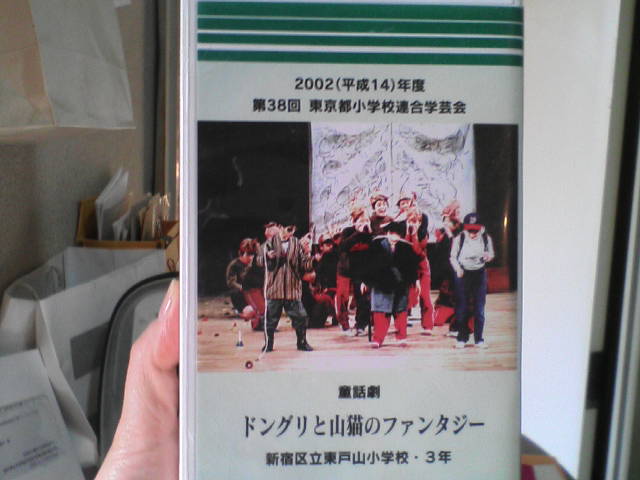 2002(平成14)年度
第38回 東京都小学校連合学芸会
童話劇
ドングリと山猫のファンタジー
新宿区立東戸山小学校・3年